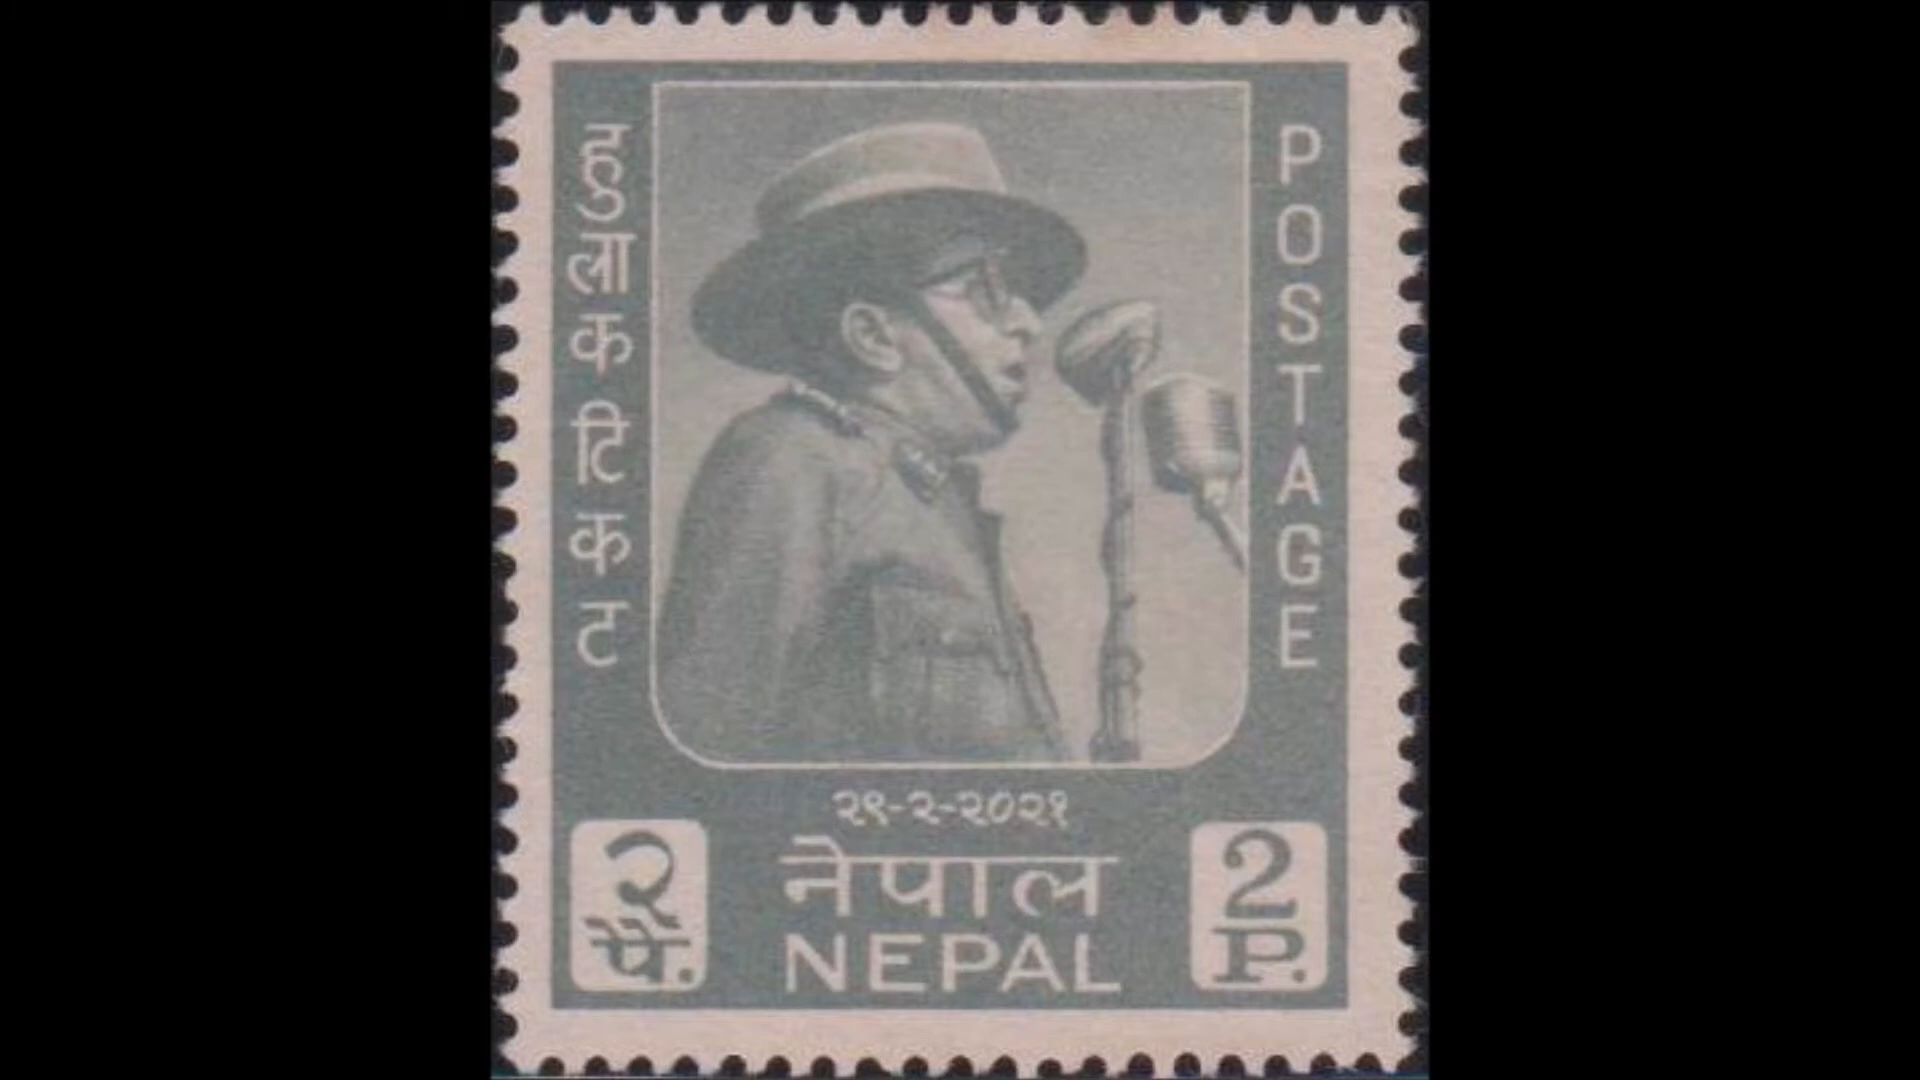 हुलाक टिकट
POSTAGE
२९-२-२०२१
नेपाल
NEPAL
२
पै.
2
P.